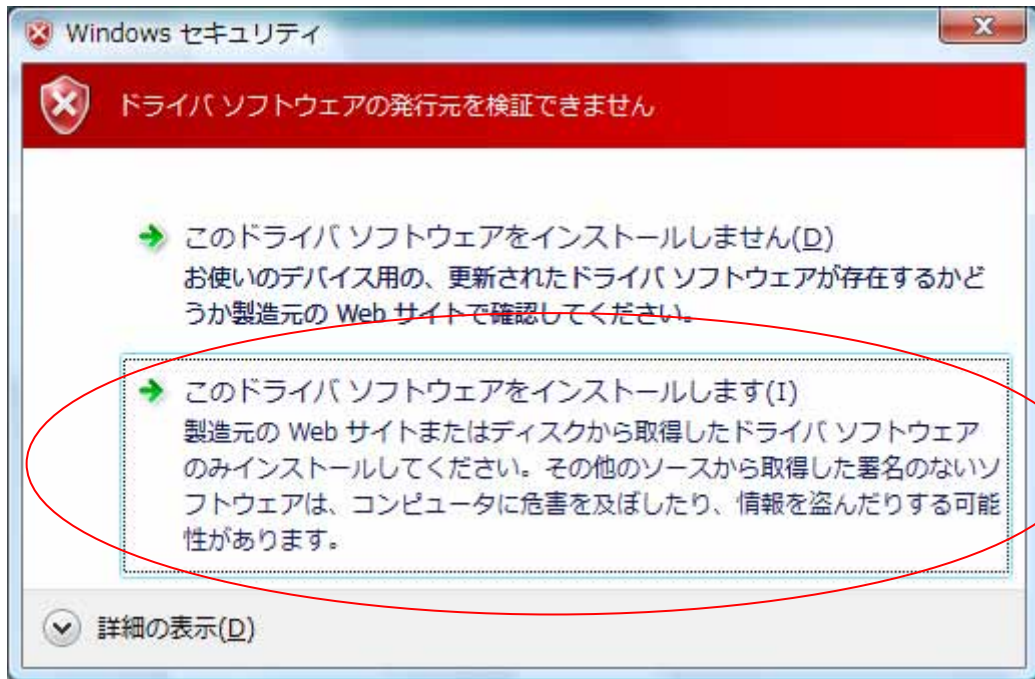 Windows セキュリティ
ドライバ ソフトウェアの発行元を検証できません
このドライバ ソフトウェアをインストールしません(D)
お使いのデバイス用の、更新されたドライバ ソフトウェアが存在するかど
うか製造元の Web サイトで確認してください。
このドライバ ソフトウェアをインストールします(I)
製造元の Web サイトまたはディスクから取得したドライバ ソフトウェア
のみインストールしてください。その他のソースから取得した署名のないソ
フトウェアは、コンピュータに危害を及ぼしたり、情報を盗んだりする可能
性があります。
詳細の表示(D)